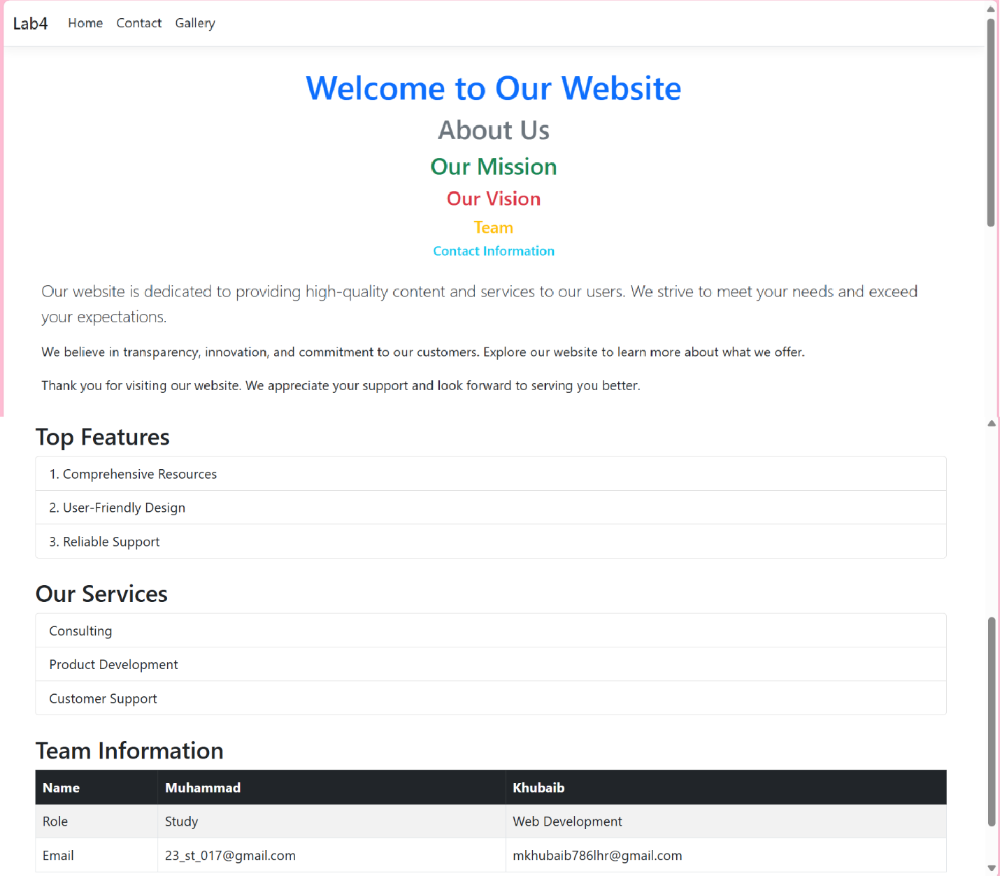 Lab4 Home Contact Gallery
Welcome to Our Website
About Us
Our Mission
Our Vision
Team
Contact Information
Our website is dedicated to providing high-quality content and services to our users. We strive to meet your needs and exceed
your expectations.
We believe in transparency, innovation, and commitment to our customers. Explore our website to learn more about what we offer.
Thank you for visiting our website. We appreciate your support and look forward to serving you better.
Top Features
1. Comprehensive Resources
2. User-Friendly Design
3. Reliable Support
Our Services
Consulting
Product Development
Customer Support
Team Information
Name Muhammad Khubaib
Role Study Web Development
Email 23_st_017@gmail.com mkhubaib786lhr@gmail.com